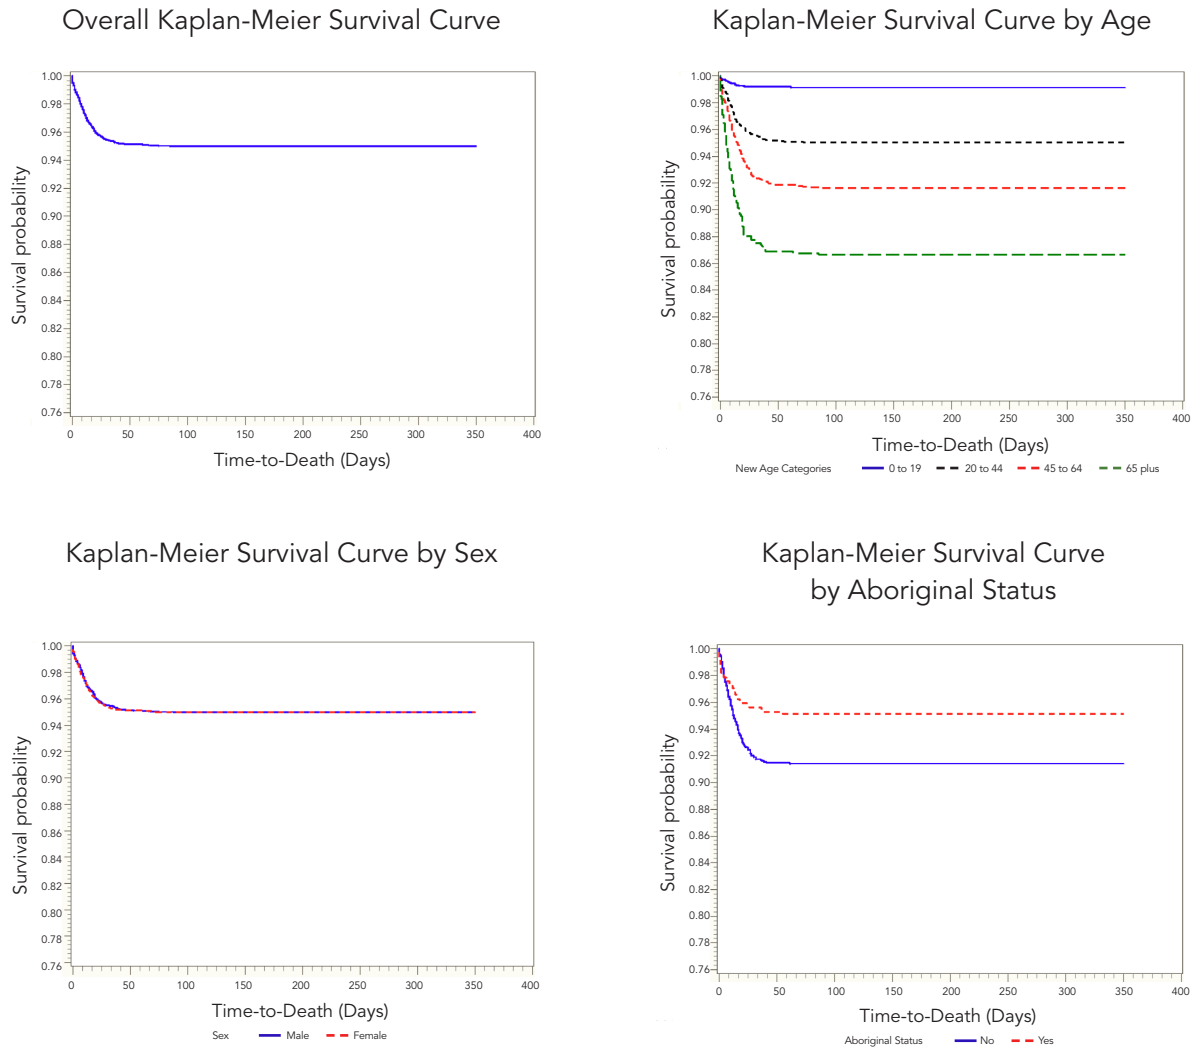 Overall Kaplan-Meier Survival Curve
Survival probability
1.00
0.98
0.96
0.94
0.92
0.90
0.88
0.86
0.84
0.82
0.80
0.78
0.76
0 50 100 150 200 250 300 350 400
Time-to-Death (Days)
Kaplan-Meier Survival Curve by Age
Survival probability
1.00
0.98
0.96
0.94
0.92
0.90
0.88
0.86
0.84
0.82
0.80
0.78
0.76
0 50 100 150 200 250 300 350 400
Time-to-Death (Days)
New Age Categories 0 to 19 20 to 44 45 to 64 65 plus
Kaplan-Meier Survival Curve by Sex
Survival probability
1.00
0.98
0.96
0.94
0.92
0.90
0.88
0.86
0.84
0.82
0.80
0.78
0.76
0 50 100 150 200 250 300 350 400
Time-to-Death (Days)
Sex Male Female
Kaplan-Meier Survival Curve
by Aboriginal Status
Survival probability
1.00
0.98
0.96
0.94
0.92
0.90
0.88
0.86
0.84
0.82
0.80
0.78
0.76
0 50 100 150 200 250 300 350 400
Time-to-Death (Days)
Aboriginal Status No Yes